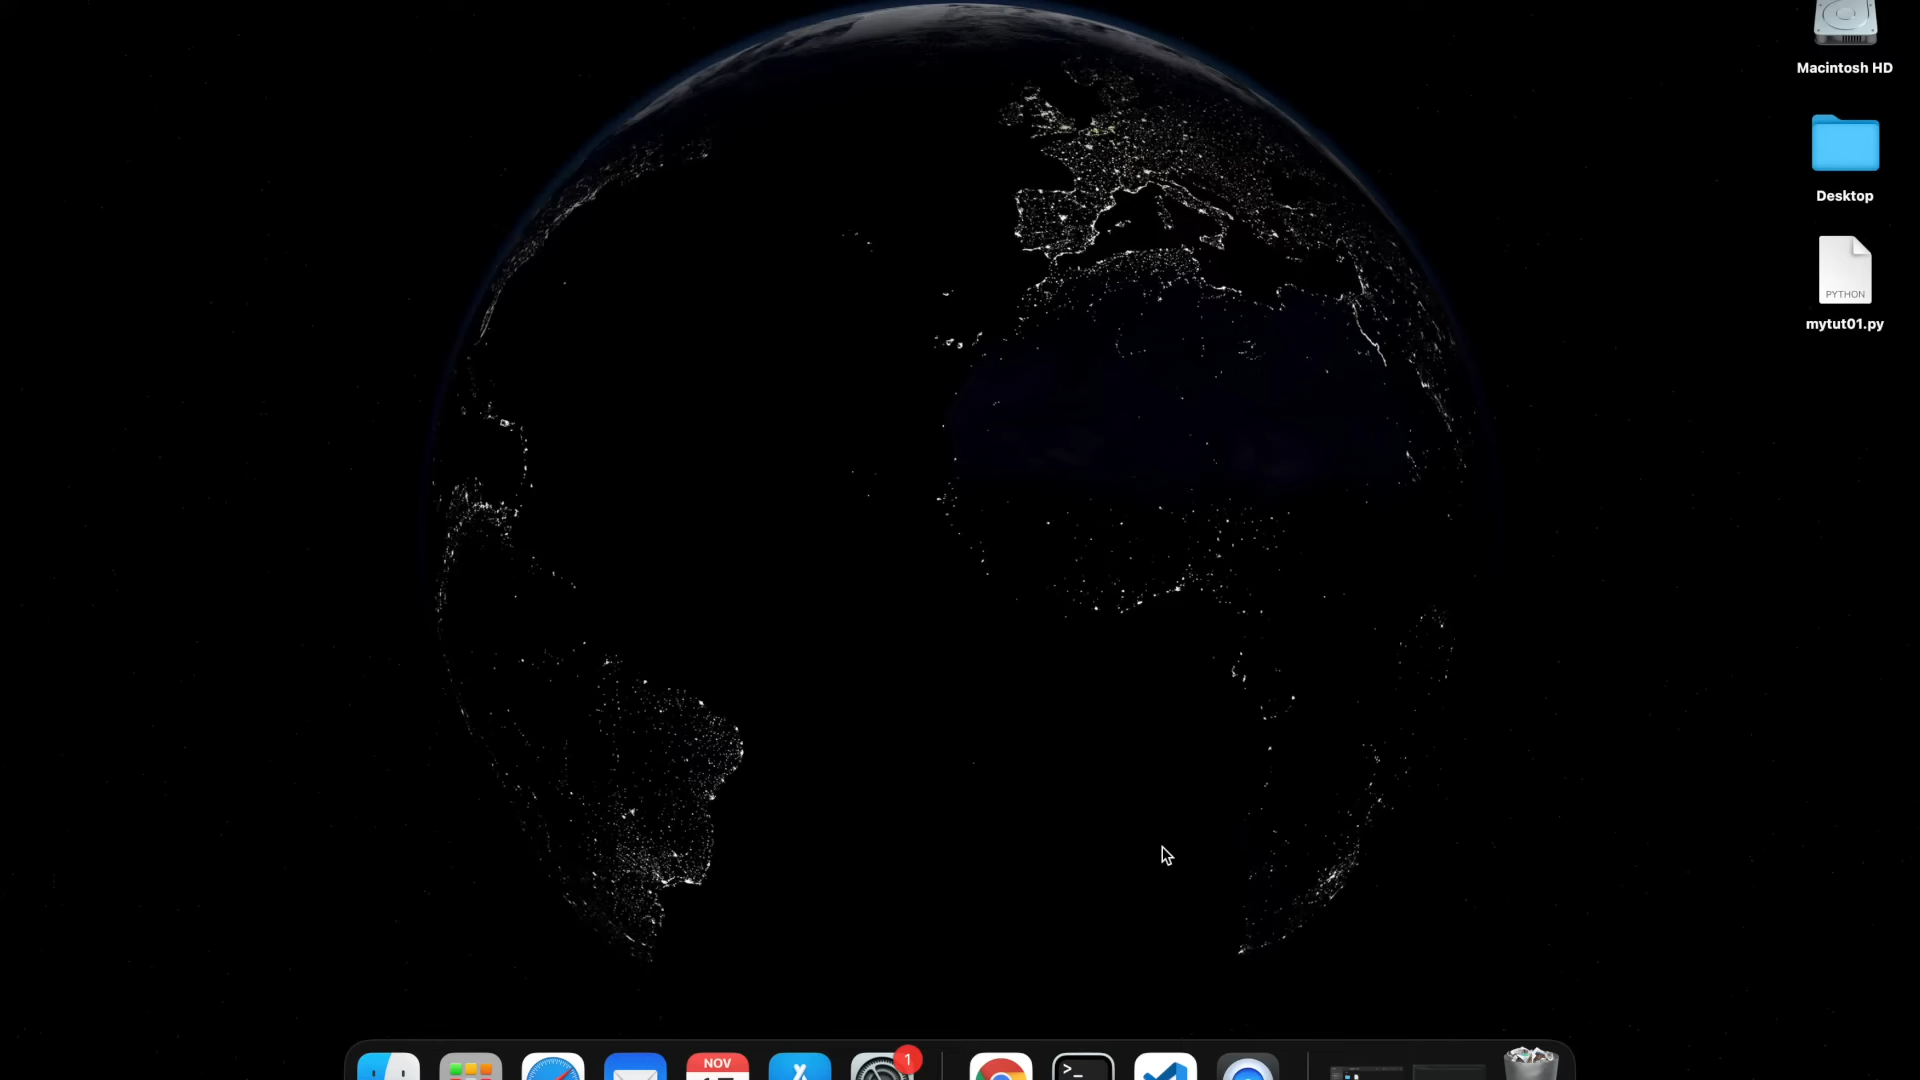 Macintosh HD
Desktop
PYTHON
mytut01.py
NOV
1
>_